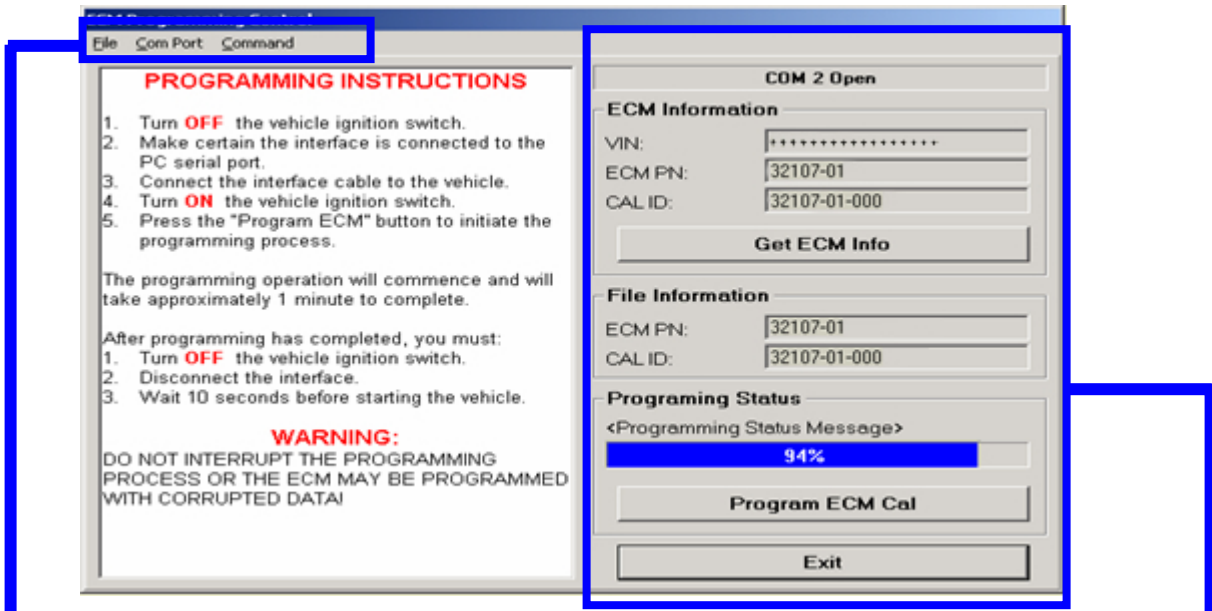 File Com Port Command
PROGRAMMING INSTRUCTIONS
1. Turn OFF the vehicle ignition switch.
2. Make certain the interface is connected to the
PC serial port.
3. Connect the interface cable to the vehicle.
4. Turn ON the vehicle ignition switch.
5. Press the "Program ECM" button to initiate the
programming process.
The programming operation will commence and will
take approximately 1 minute to complete.
After programming has completed, you must:
1. Turn OFF the vehicle ignition switch.
2. Disconnect the interface.
3. Wait 10 seconds before starting the vehicle.
WARNING:
DO NOT INTERRUPT THE PROGRAMMING
PROCESS OR THE ECM MAY BE PROGRAMMED
WITH CORRUPTED DATA!
COM 2 Open
ECM Information
VIN: +++++++++++++++++
ECM PN: 32107-01
CAL ID: 32107-01-000
Get ECM Info
File Information
ECM PN: 32107-01
CAL ID: 32107-01-000
Programing Status
<Programming Status Message>
94%
Program ECM Cal
Exit